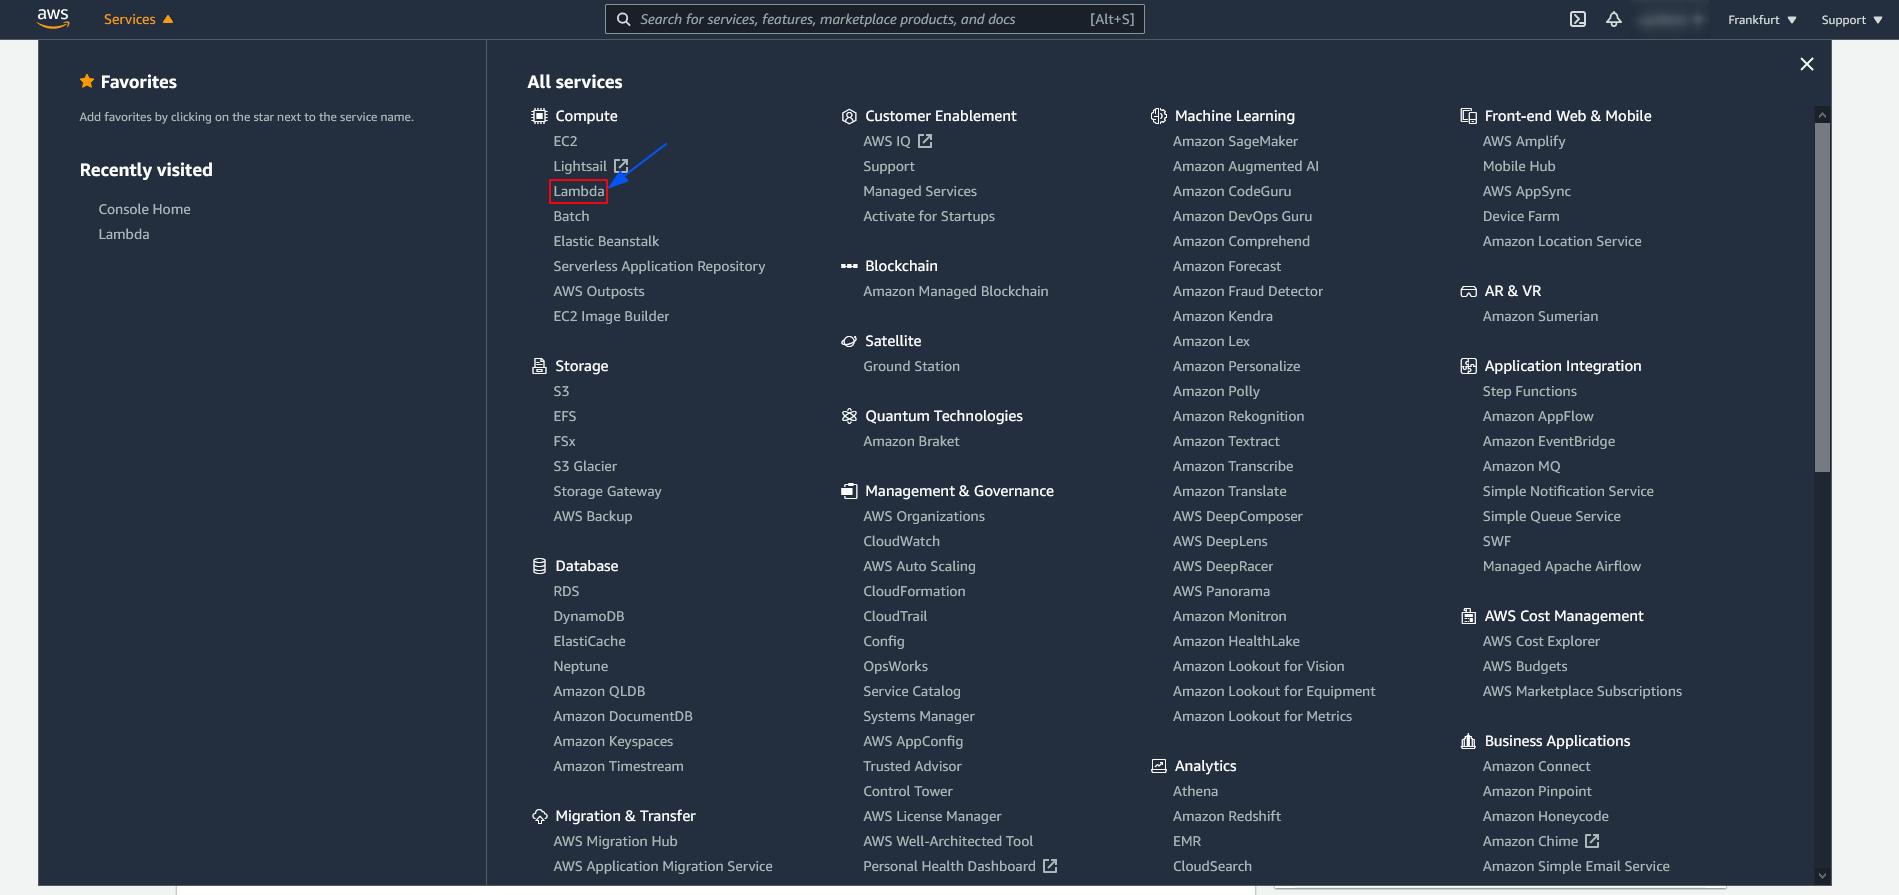 aws
Services
Search for services, features, marketplace products, and docs
[Alt+S]
Frankfurt
Support
Favorites
Add favorites by clicking on the star next to the service name.
Recently visited
Console Home
Lambda
All services
Compute
EC2
Lightsail
Lambda
Batch
Elastic Beanstalk
Serverless Application Repository
AWS Outposts
EC2 Image Builder
Storage
S3
EFS
FSx
S3 Glacier
Storage Gateway
AWS Backup
Database
RDS
DynamoDB
ElastiCache
Neptune
Amazon QLDB
Amazon DocumentDB
Amazon Keyspaces
Amazon Timestream
Migration & Transfer
AWS Migration Hub
AWS Application Migration Service
Customer Enablement
AWS IQ
Support
Managed Services
Activate for Startups
Blockchain
Amazon Managed Blockchain
Satellite
Ground Station
Quantum Technologies
Amazon Braket
Management & Governance
AWS Organizations
CloudWatch
AWS Auto Scaling
CloudFormation
CloudTrail
Config
OpsWorks
Service Catalog
Systems Manager
AWS AppConfig
Trusted Advisor
Control Tower
AWS License Manager
AWS Well-Architected Tool
Personal Health Dashboard
Machine Learning
Amazon SageMaker
Amazon Augmented AI
Amazon CodeGuru
Amazon DevOps Guru
Amazon Comprehend
Amazon Forecast
Amazon Fraud Detector
Amazon Kendra
Amazon Lex
Amazon Personalize
Amazon Polly
Amazon Rekognition
Amazon Textract
Amazon Transcribe
Amazon Translate
AWS DeepComposer
AWS DeepLens
AWS DeepRacer
AWS Panorama
Amazon Monitron
Amazon HealthLake
Amazon Lookout for Vision
Amazon Lookout for Equipment
Amazon Lookout for Metrics
Analytics
Athena
Amazon Redshift
EMR
CloudSearch
Front-end Web & Mobile
AWS Amplify
Mobile Hub
AWS AppSync
Device Farm
Amazon Location Service
AR & VR
Amazon Sumerian
Application Integration
Step Functions
Amazon AppFlow
Amazon EventBridge
Amazon MQ
Simple Notification Service
Simple Queue Service
SWF
Managed Apache Airflow
AWS Cost Management
AWS Cost Explorer
AWS Budgets
AWS Marketplace Subscriptions
Business Applications
Amazon Connect
Amazon Pinpoint
Amazon Honeycode
Amazon Chime
Amazon Simple Email Service